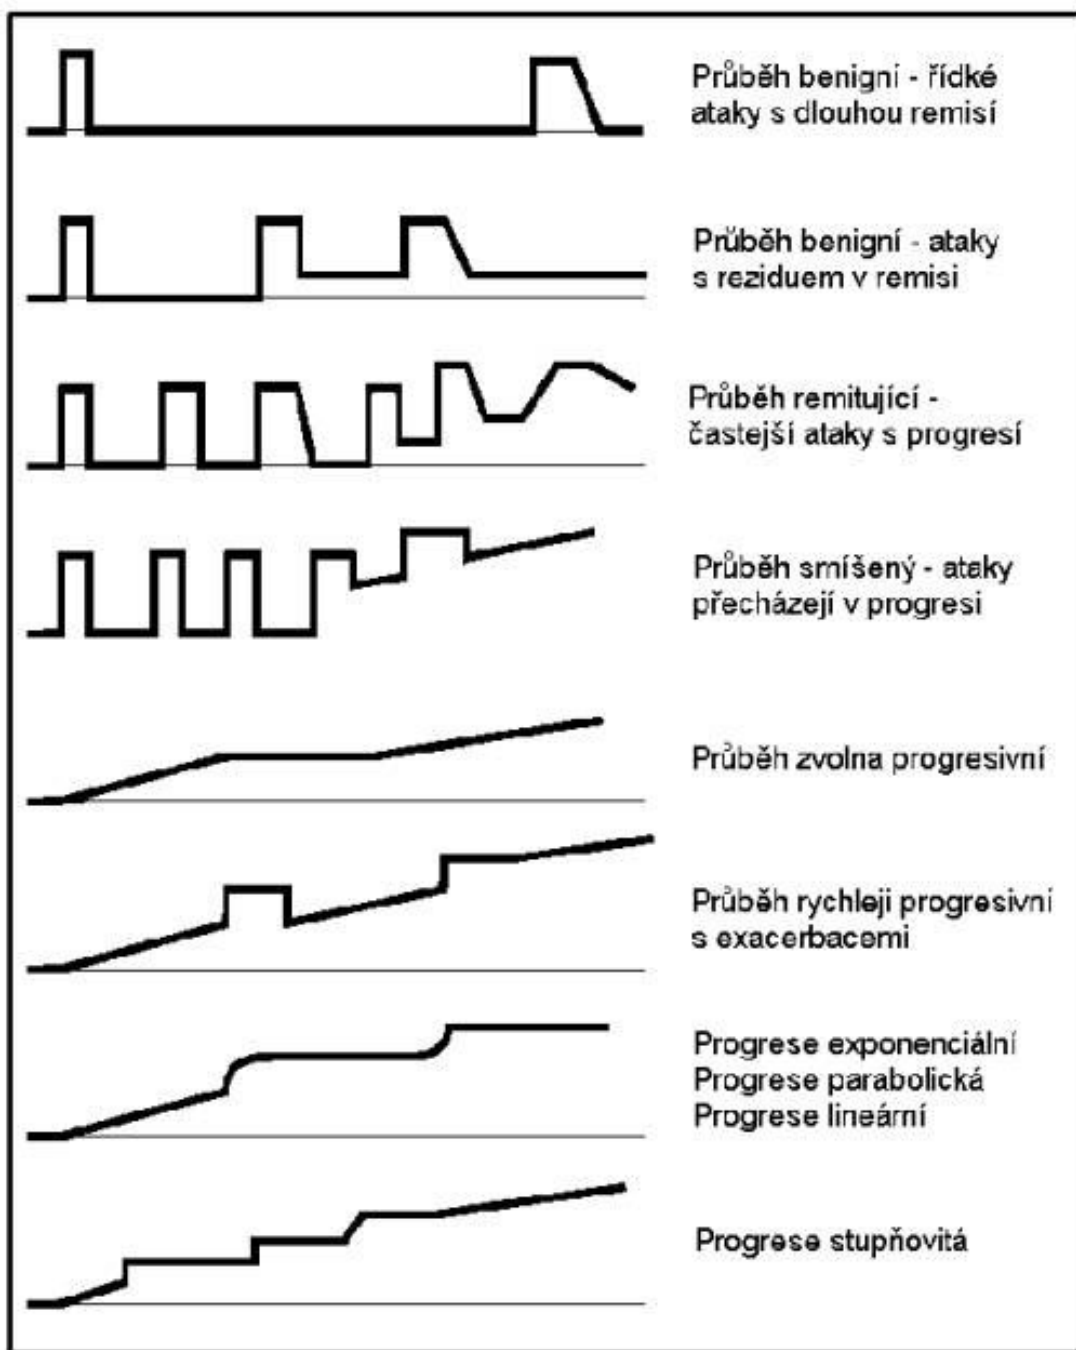 Průběh benigní - řídké
ataky s dlouhou remisí
Průběh benigní - ataky
s reziduem v remisi
Průběh remitující -
častejší ataky s progresí
Průběh smíšený - ataky
přecházejí v progresi
Průběh zvolna progresivní
Průběh rychleji progresivní
s exacerbacemi
Progrese exponenciální
Progrese parabolická
Progrese lineární
Progrese stupňovitá